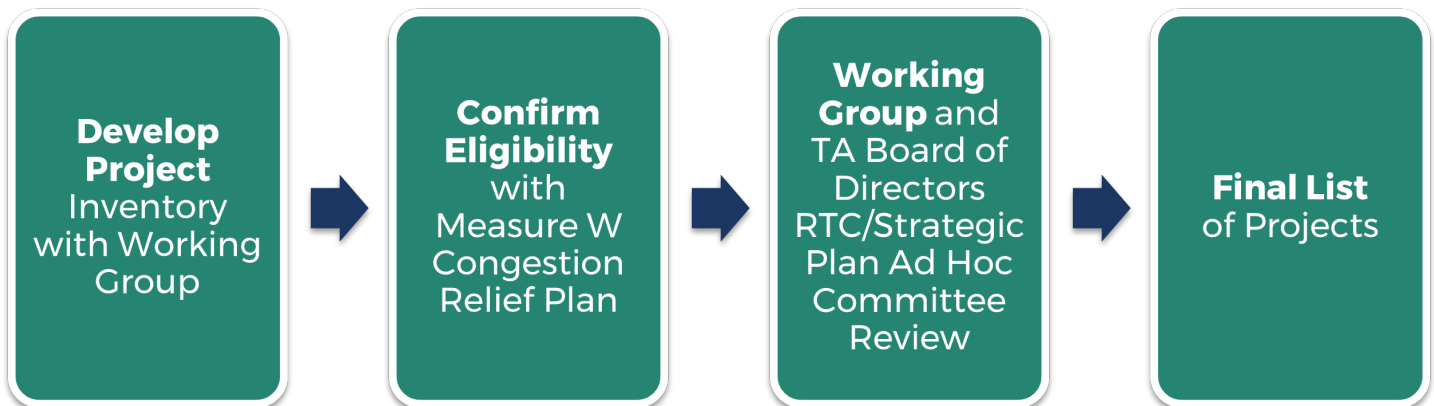 Develop
Project
Inventory
with Working
Group
Confirm
Eligibility
with
Measure W
Congestion
Relief Plan
Working
Group and
TA Board of
Directors
RTC/Strategic
Plan Ad Hoc
Committee
Review
Final List
of Projects